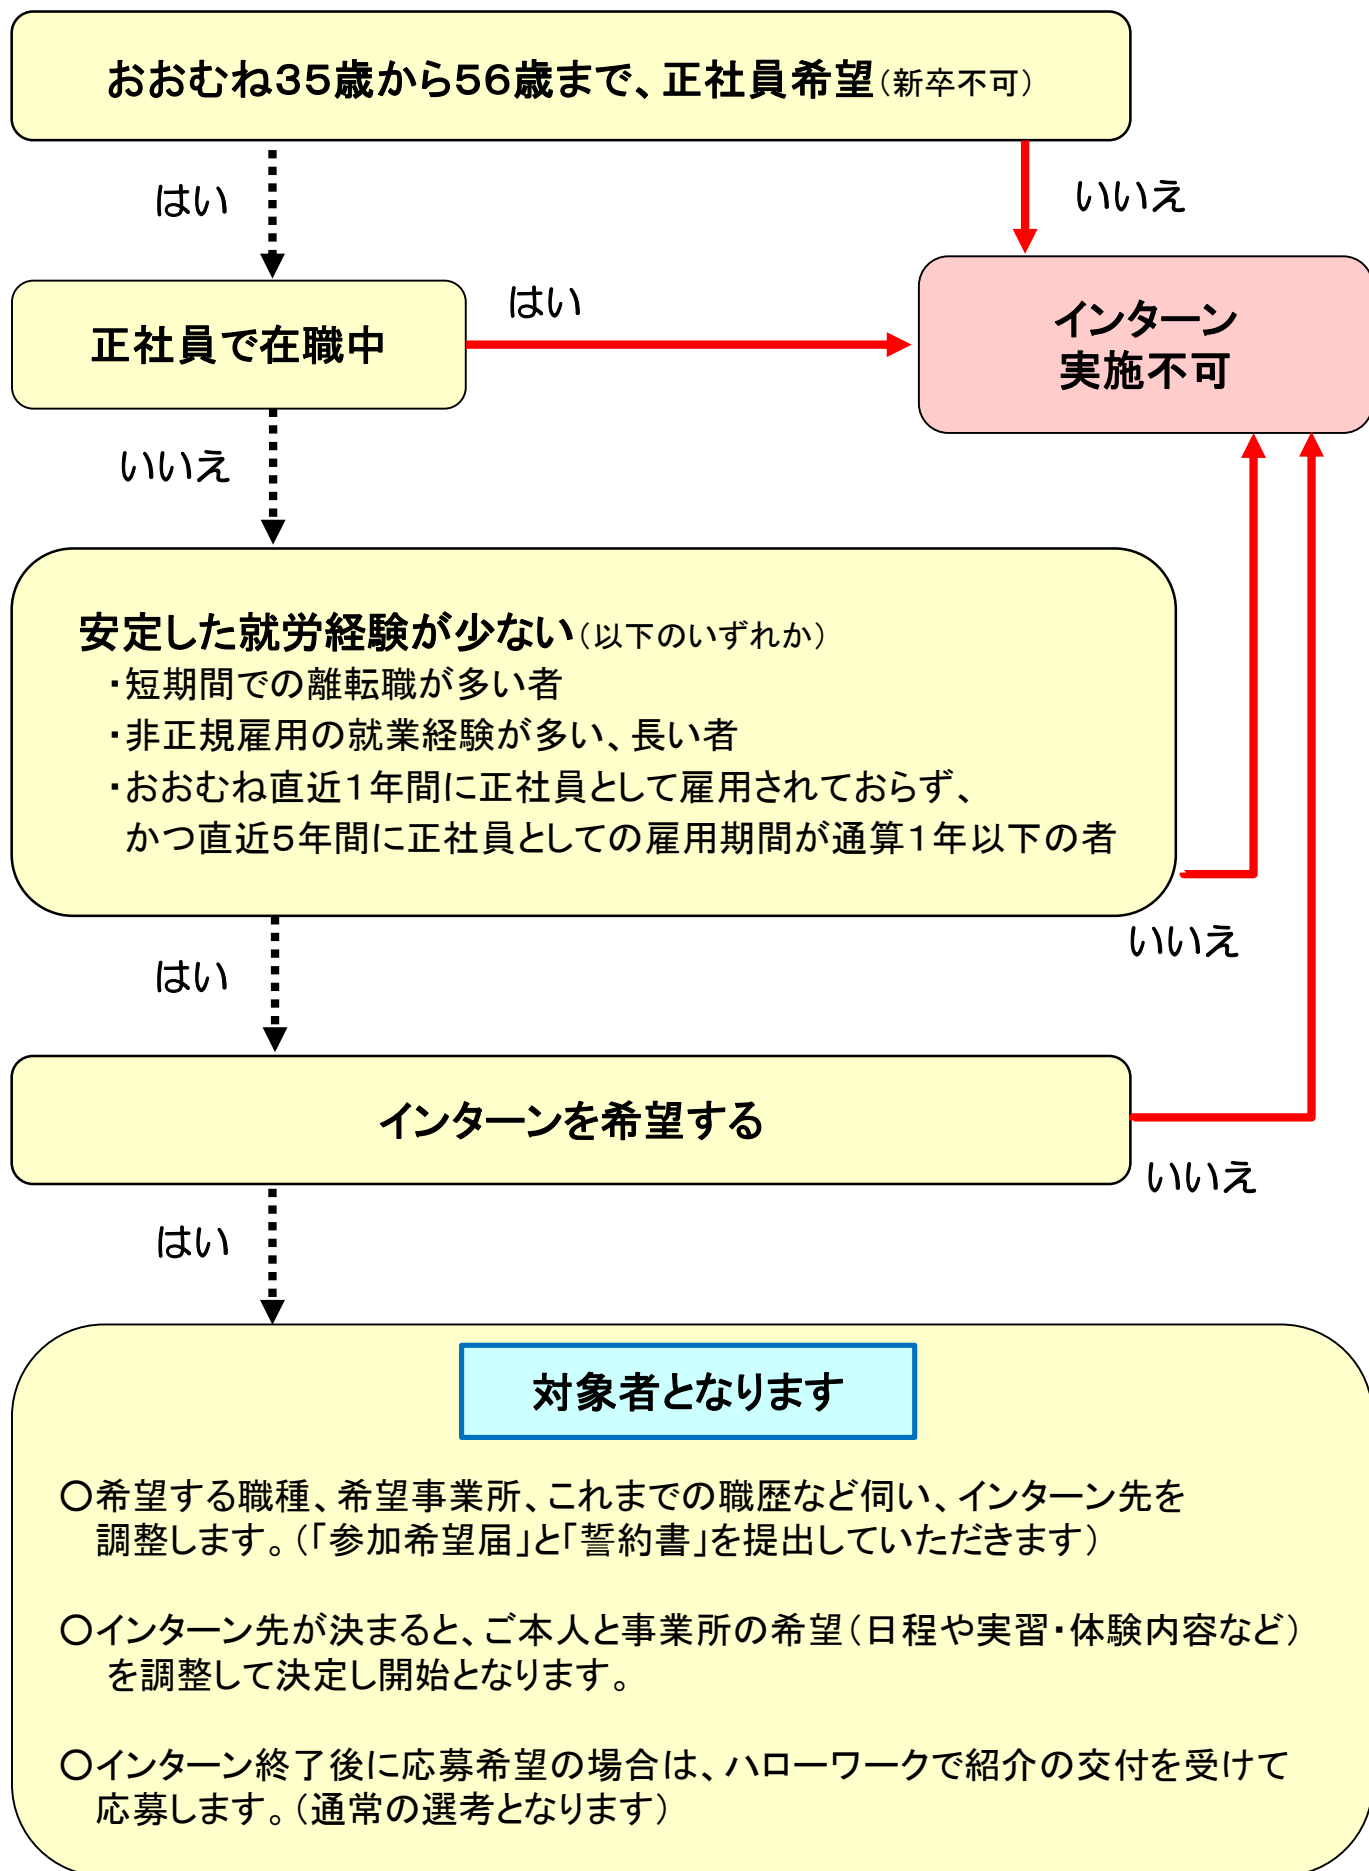 おおむね35歳から56歳まで、正社員希望（新卒不可）
はい
いいえ
正社員で在職中
はい
インターン
実施不可
いいえ
安定した就労経験が少ない（以下のいずれか）
・短期間での離転職が多い者
・非正規雇用の就業経験が多い、長い者
・おおむね直近1年間に正社員として雇用されておらず、
かつ直近5年間に正社員としての雇用期間が通算1年以下の者
いいえ
はい
インターンを希望する
いいえ
はい
対象者となります
○希望する職種、希望事業所、これまでの職歴など伺い、インターン先を
調整します。（「参加希望届」と「誓約書」を提出していただきます）
○インターン先が決まると、ご本人と事業所の希望（日程や実習・体験内容など）
を調整して決定し開始となります。
○インターン終了後に応募希望の場合は、ハローワークで紹介の交付を受けて
応募します。（通常の選考となります）